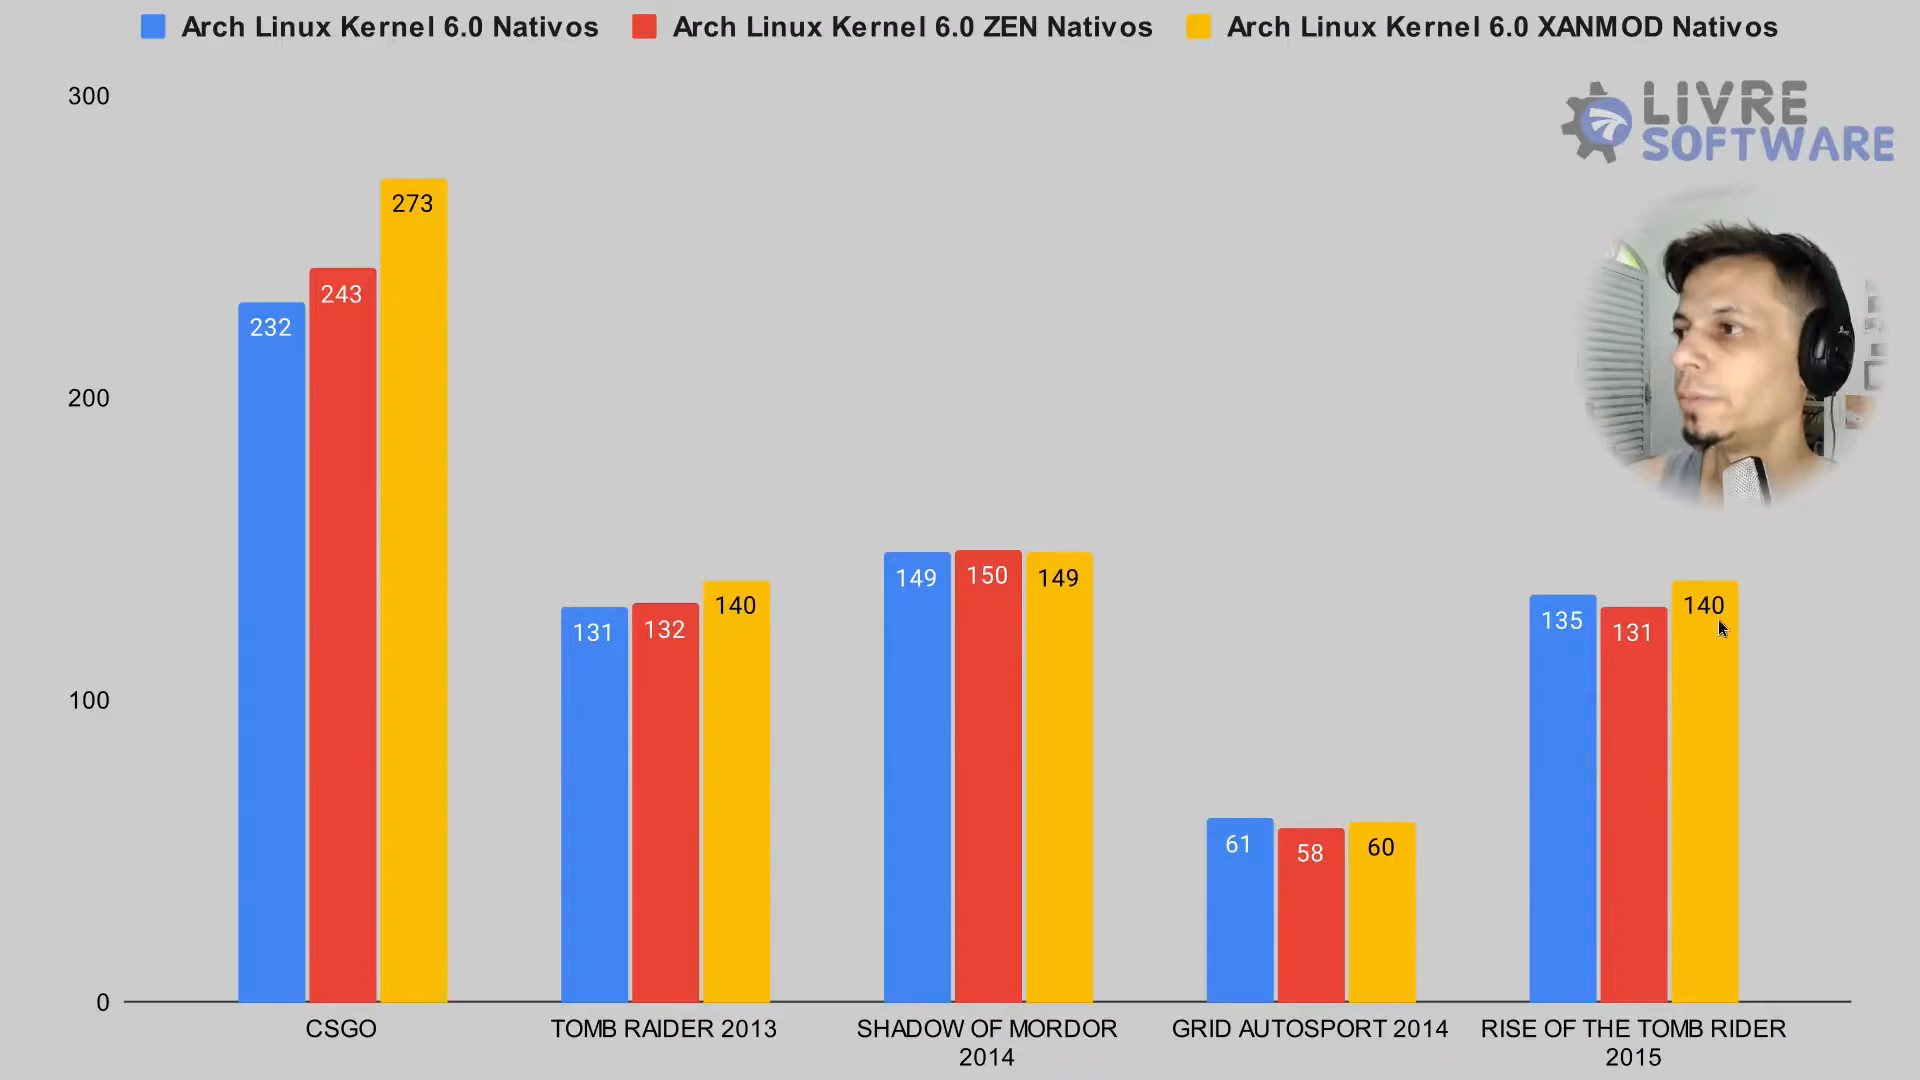 Arch Linux Kernel 6.0 Nativos
Arch Linux Kernel 6.0 ZEN Nativos
Arch Linux Kernel 6.0 XANMOD Nativos
LIVRE
SOFTWARE
300
200
100
0
232
243
273
131
132
140
149
150
149
61
58
60
135
131
140
CSGO
TOMB RAIDER 2013
SHADOW OF MORDOR
2014
GRID AUTOSPORT 2014
RISE OF THE TOMB RIDER
2015